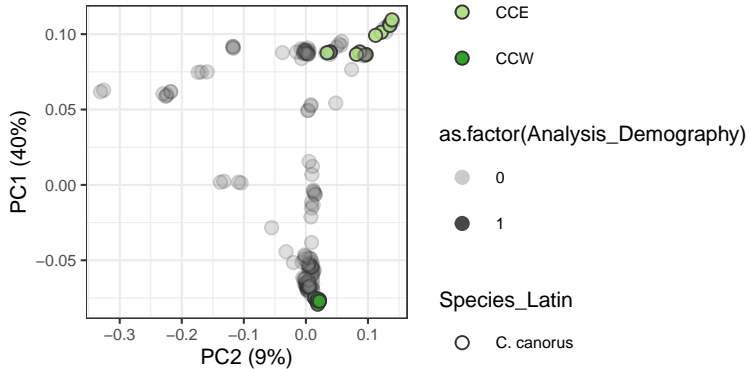 CCE
CCW
as.factor(Analysis_Demography)
0
1
Species_Latin
C. canorus
PC1 (40%)
0.10
0.05
0.00
−0.05
−0.3 −0.2 −0.1 0.0 0.1
PC2 (9%)